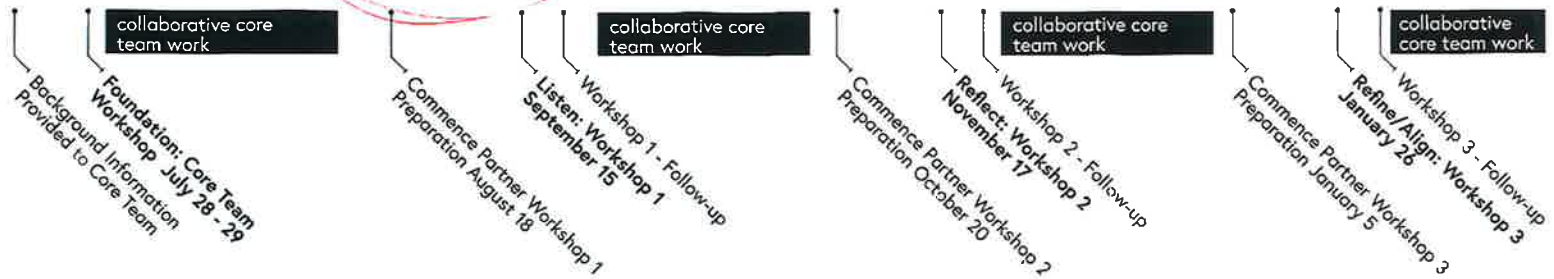 collaborative core
team work
collaborative core
team work
collaborative core
team work
collaborative
core team work
Background Information
Provided to Core Team
Foundation: Core Team
Workshop July 28 - 29
Commence Partner Workshop 1
Preparation August 18
Listen: Workshop 1
September 15
Workshop 1 - Follow-up
Commence Partner Workshop 2
Preparation October 20
Reflect: Workshop 2
November 17
Workshop 2 - Follow-up
Commence Partner Workshop 3
Preparation January 5
Refine/Align: Workshop 3
January 26
Workshop 3 - Follow-up